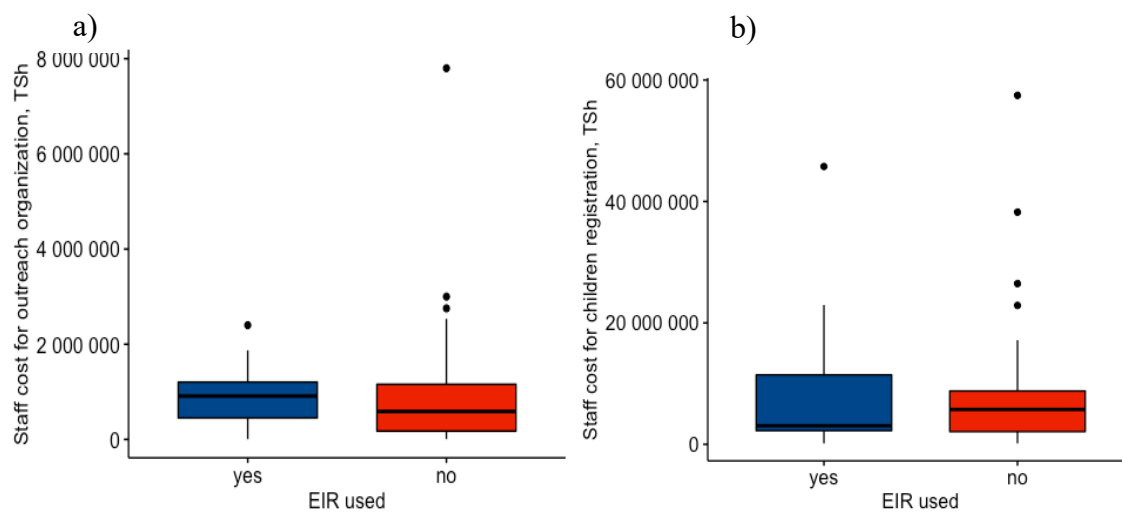 a)
Staff cost for outreach organization, TSh
8 000 000
6 000 000
4 000 000
2 000 000
0
yes
no
EIR used
b)
Staff cost for children registration, TSh
60 000 000
40 000 000
20 000 000
0
yes
no
EIR used